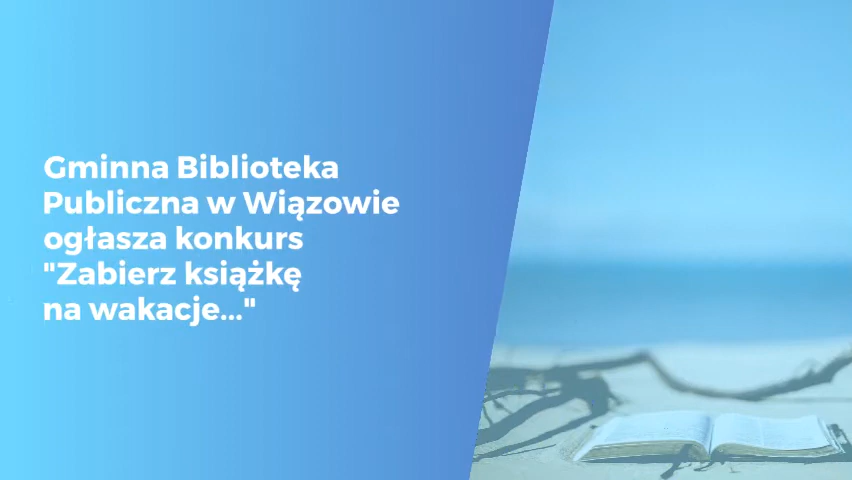 Gminna Biblioteka
Publiczna w Wiązowie
ogłasza konkurs
"Zabierz książkę
na wakacje..."